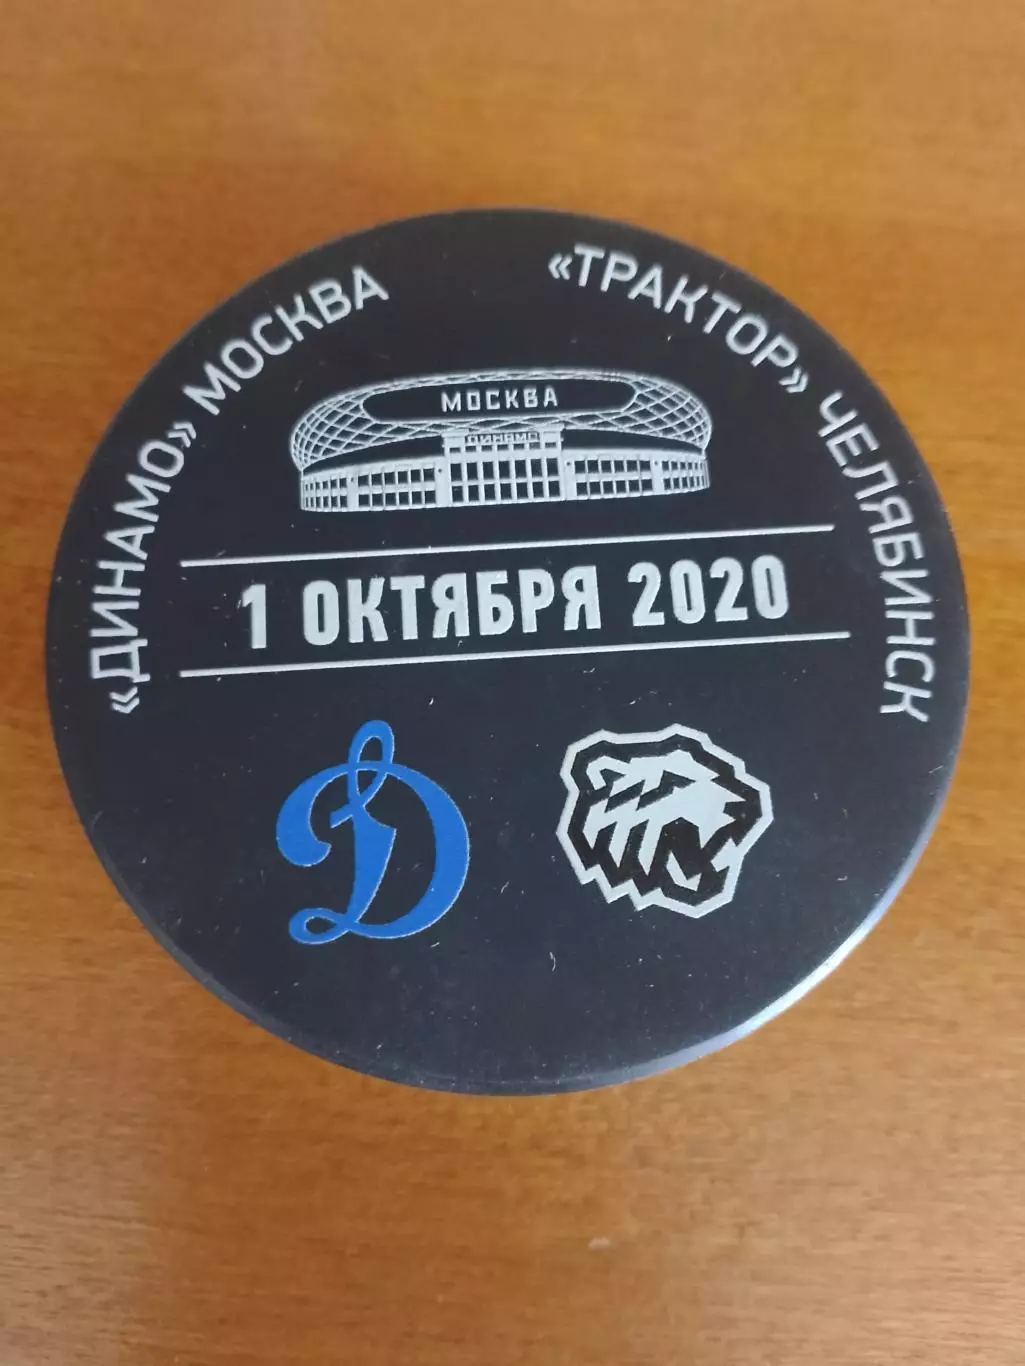 «ДИНАМО» МОСКВА
«ТРАКТОР» ЧЕЛЯБИНСК
МОСКВА
ДИНАМО
1 ОКТЯБРЯ 2020
Д